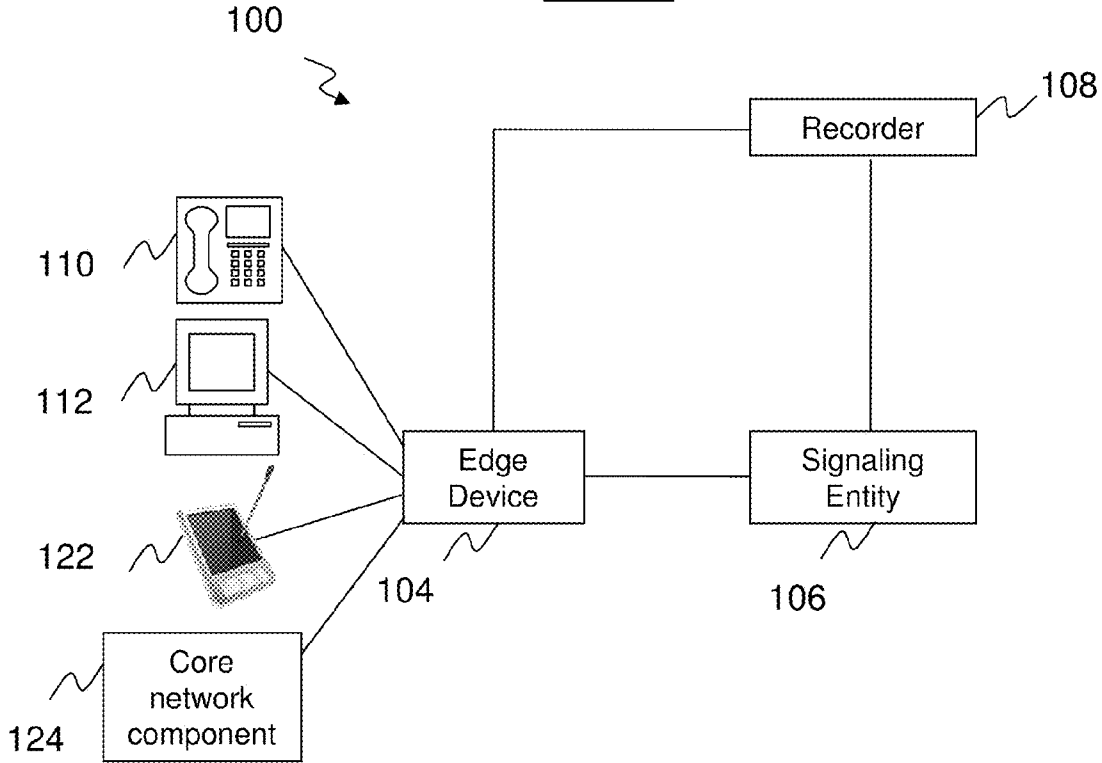 100
108
Recorder
110
112
Edge
Device
Signaling
Entity
122
104
106
Core
network
component
124